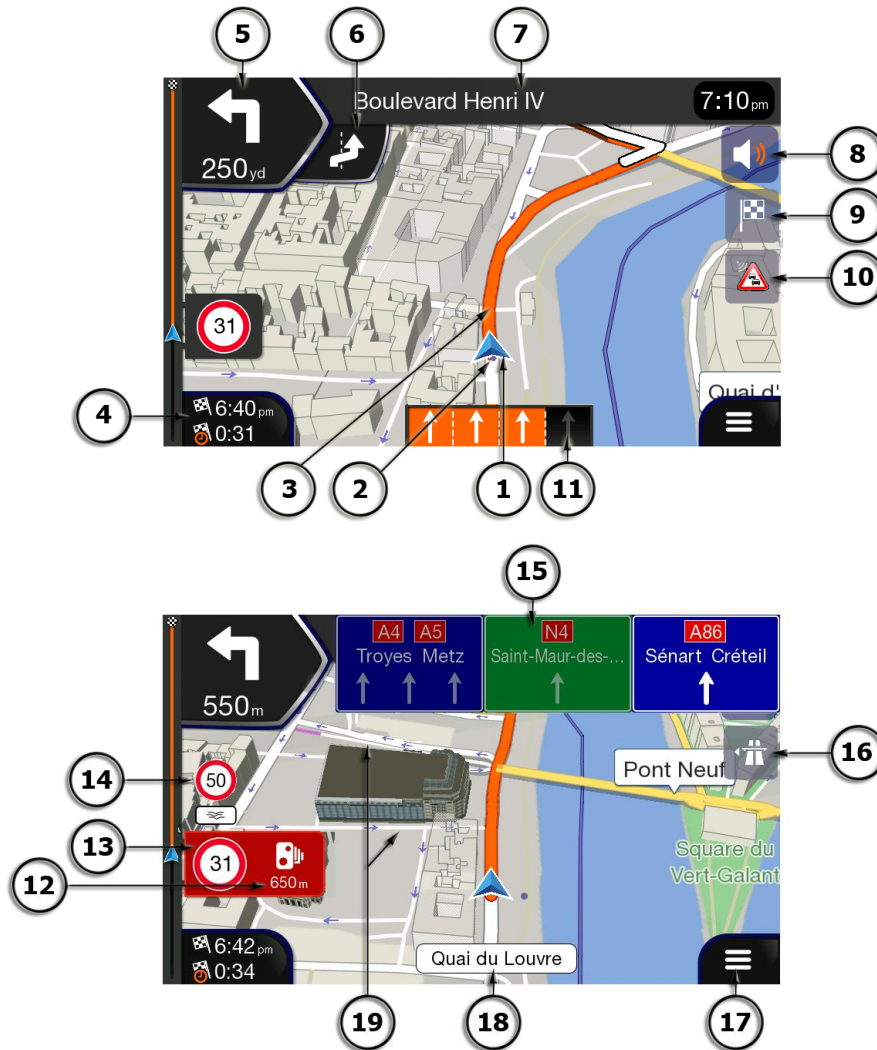 5
6
7
Boulevard Henri IV
7:10pm
250yd
8
9
10
31
4
6:40pm
0:31
Quai d'
3
2
1
11
15
A4 A5
Troyes Metz
N4
Saint-Maur-des-...
A86
Sénart Créteil
550m
16
Pont Neuf
14
50
13
31
650m
12
Square du
Vert-Galant
6:42pm
0:34
Quai du Louvre
19
18
17